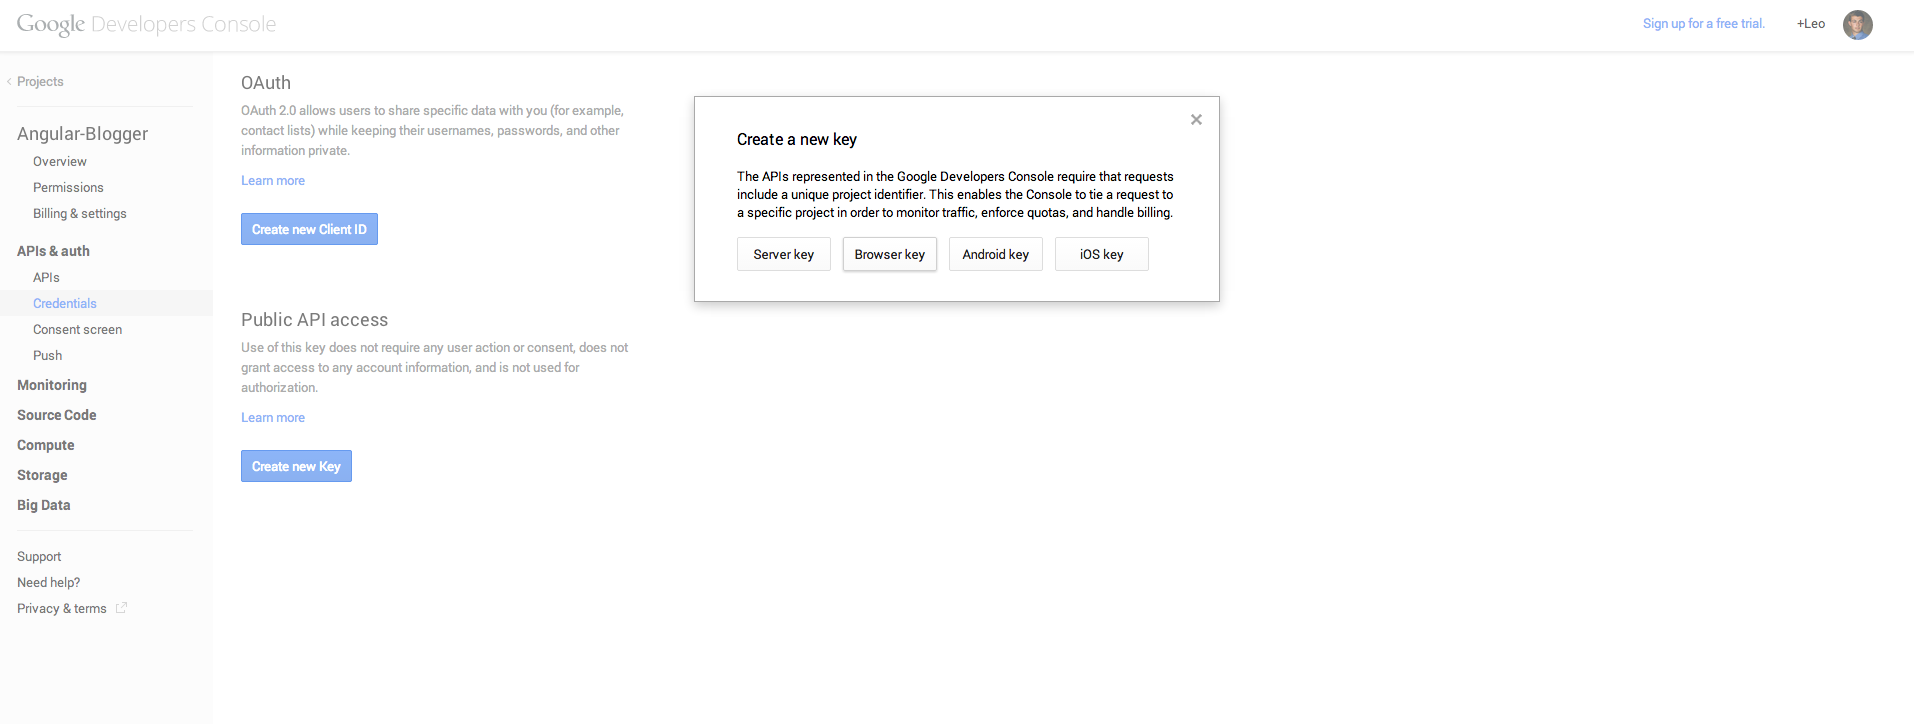 Google Developers Console
Sign up for a free trial.
+Leo
Projects
Angular-Blogger
Overview
Permissions
Billing & settings
APIs & auth
APIs
Credentials
Consent screen
Push
Monitoring
Source Code
Compute
Storage
Big Data
Support
Need help?
Privacy & terms
OAuth
OAuth 2.0 allows users to share specific data with you (for example,
contact lists) while keeping their usernames, passwords, and other
information private.
Learn more
Create new Client ID
Public API access
Use of this key does not require any user action or consent, does not
grant access to any account information, and is not used for
authorization.
Learn more
Create new Key
Create a new key
The APIs represented in the Google Developers Console require that requests
include a unique project identifier. This enables the Console to tie a request to
a specific project in order to monitor traffic, enforce quotas, and handle billing.
Server key
Browser key
Android key
iOS key